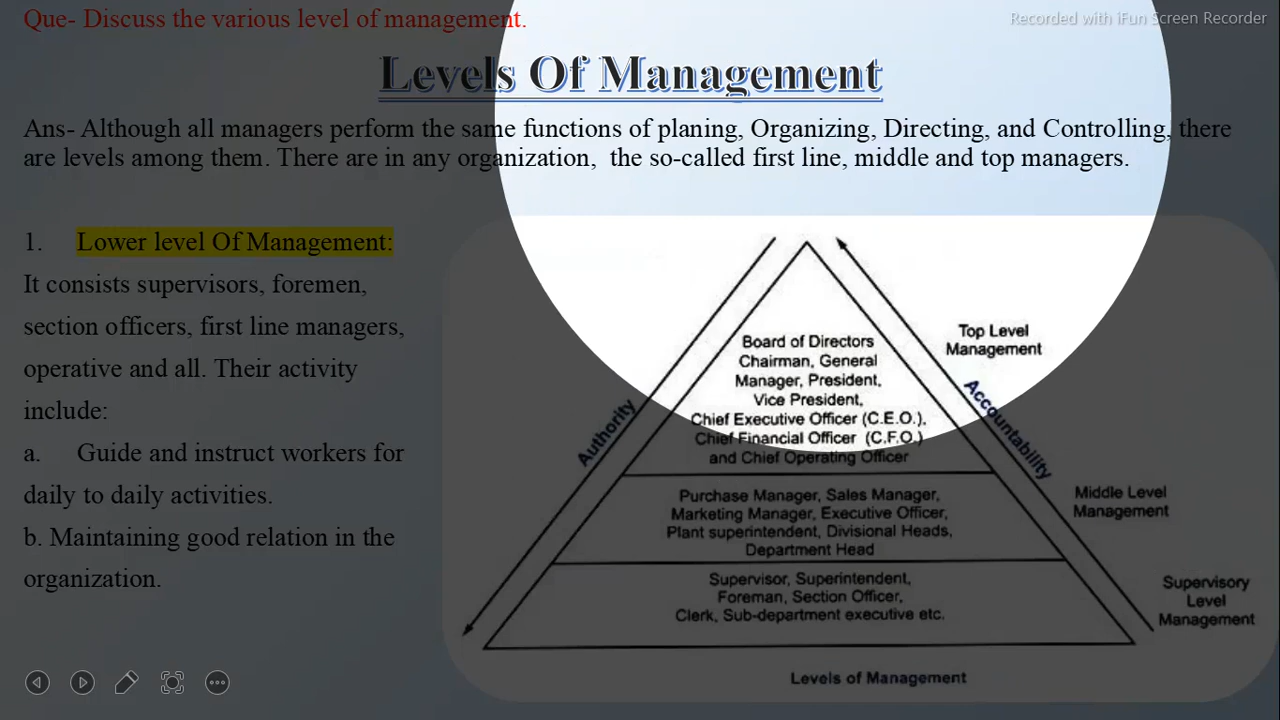 Que- Discuss the various level of management.
Recorded with iFun Screen Recorder
Levels Of Management
Ans- Although all managers perform the same functions of planing, Organizing, Directing, and Controlling, there
are levels among them. There are in any organization,  the so-called first line, middle and top managers.
1. Lower level Of Management:
It consists supervisors, foremen,
section officers, first line managers,
operative and all. Their activity
include:
a. Guide and instruct workers for
daily to daily activities.
b. Maintaining good relation in the
organization.
Authority
Board of Directors
Chairman, General
Manager, President,
Vice President,
Chief Executive Officer (C.E.O.),
Chief Financial Officer (C.F.O.)
and Chief Operating Officer
Top Level
Management
Accountability
Purchase Manager, Sales Manager,
Marketing Manager, Executive Officer,
Plant superintendent, Divisional Heads,
Department Head
Middle Level
Management
Supervisor, Superintendent,
Foreman, Section Officer,
Clerk, Sub-department executive etc.
Supervisory
Level
Management
Levels of Management